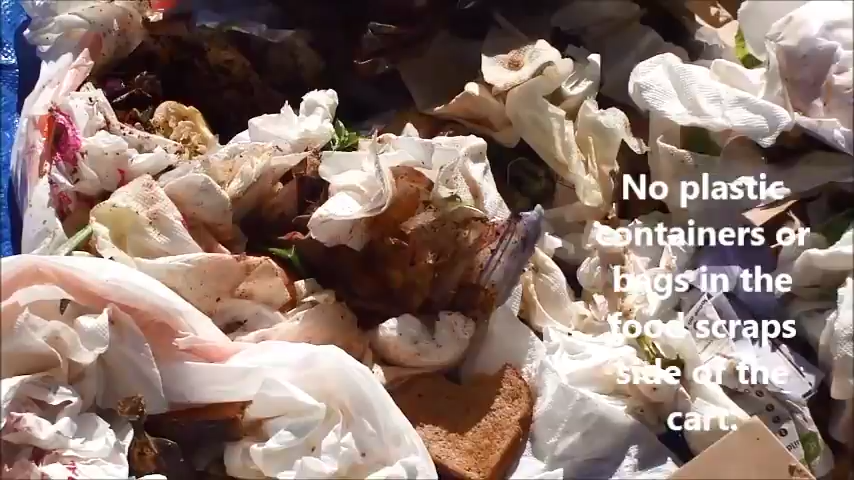 No plastic
containers or
bags in the
food scraps
side of the
cart.